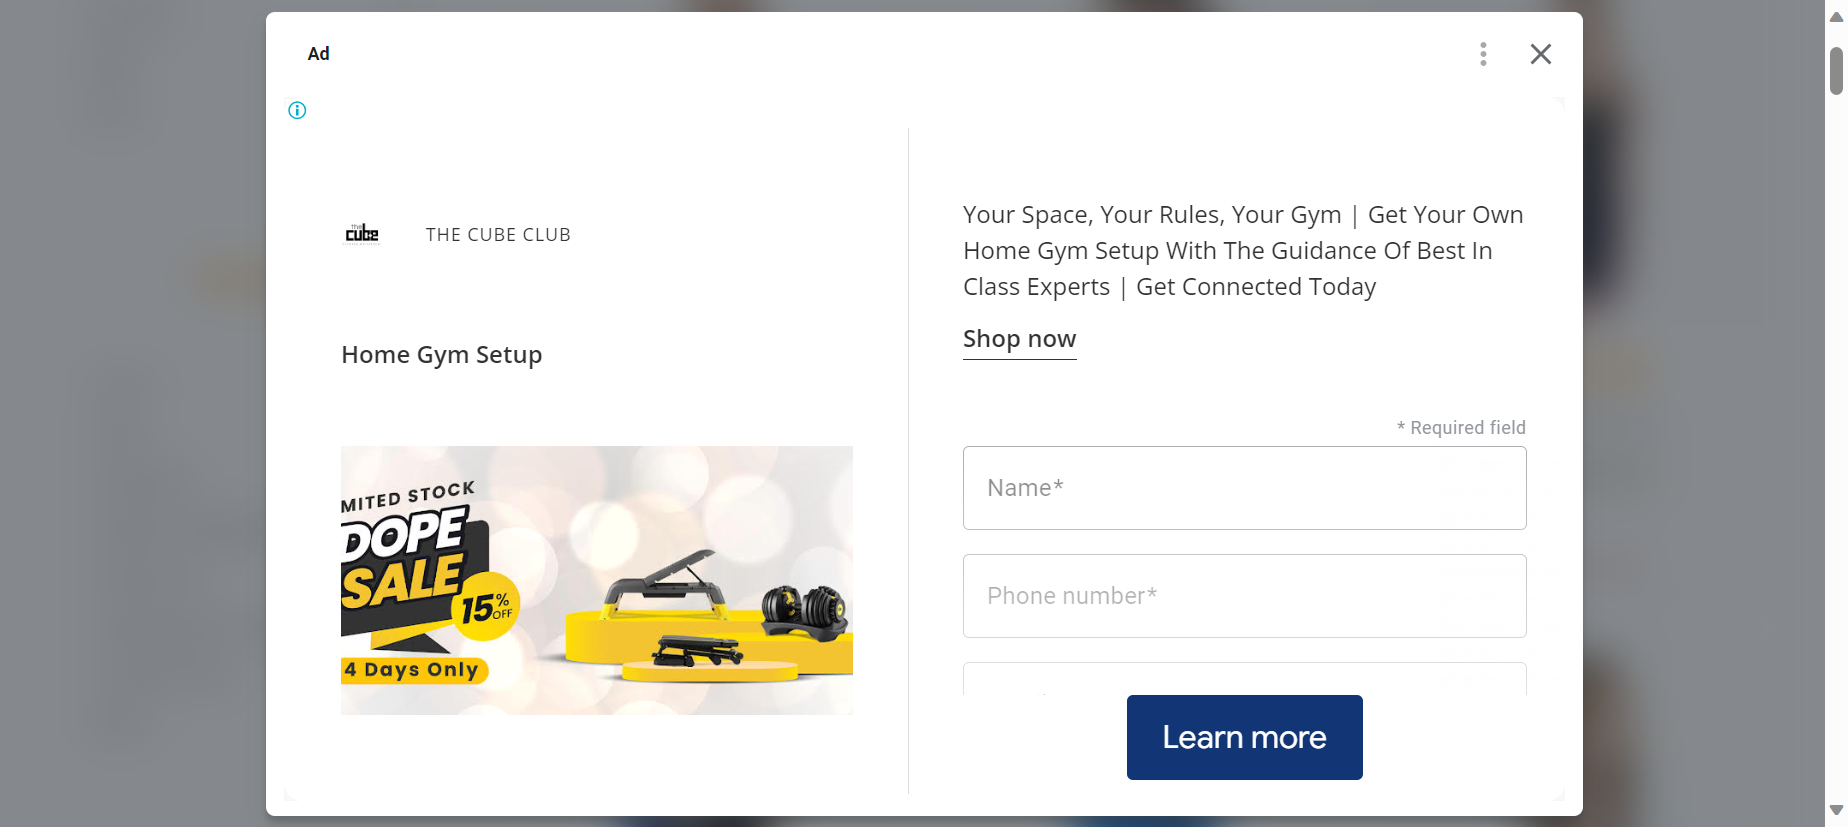 Ad
The
cube
THE CUBE CLUB
Home Gym Setup
MITED STOCK
DOPE
SALE
15%
OFF
4 Days Only
Your Space, Your Rules, Your Gym | Get Your Own
Home Gym Setup With The Guidance Of Best In
Class Experts | Get Connected Today
Shop now
* Required field
Name*
Phone number*
Learn more